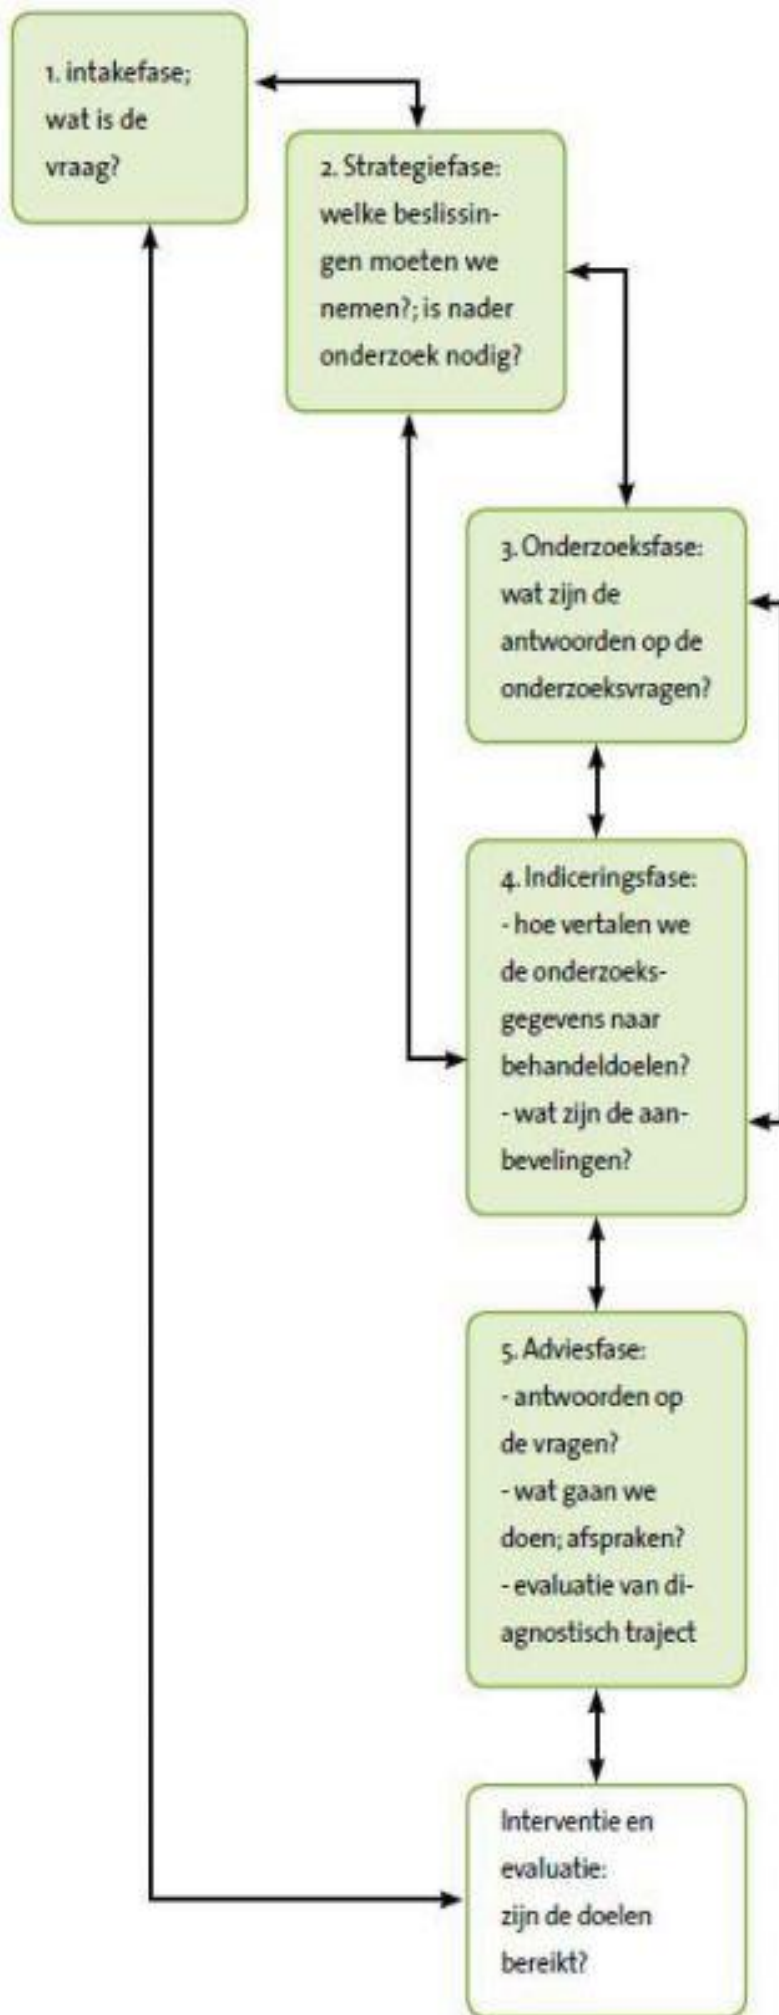 1. intakefase;
wat is de
vraag?
2. Strategiefase:
welke beslissin-
gen moeten we
nemen?; is nader
onderzoek nodig?
3. Onderzoeksfase:
wat zijn de
antwoorden op de
onderzoeksvragen?
4. Indiceringsfase:
- hoe vertalen we
de onderzoeks-
gegevens naar
behandeldoelen?
- wat zijn de aan-
bevelingen?
5. Adviesfase:
- antwoorden op
de vragen?
- wat gaan we
doen; afspraken?
- evaluatie van di-
agnostisch traject
Interventie en
evaluatie:
zijn de doelen
bereikt?